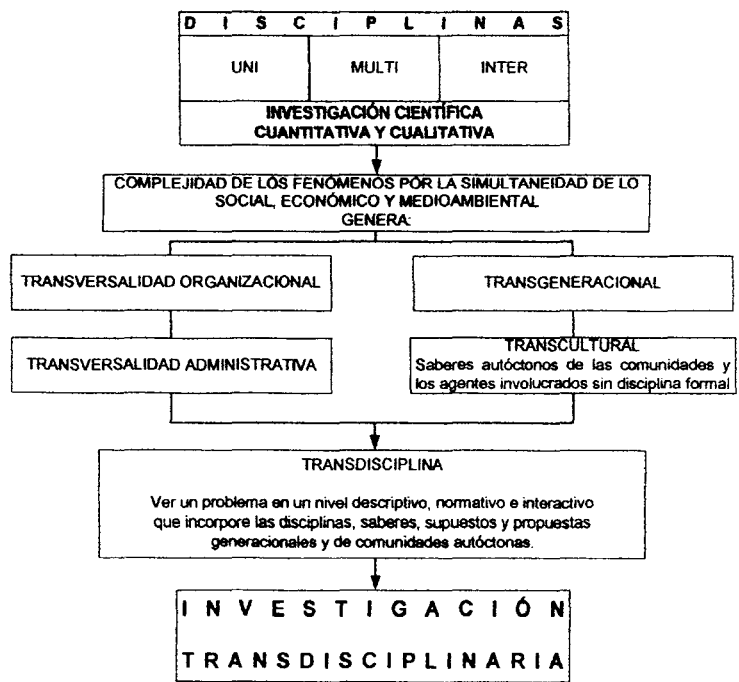 D I S C I P L I N A S
UNI MULTI INTER
INVESTIGACIÓN CIENTÍFICA
CUANTITATIVA Y CUALITATIVA
COMPLEJIDAD DE LOS FENÓMENOS POR LA SIMULTANEIDAD DE LO
SOCIAL, ECONÓMICO Y MEDIOAMBIENTAL
GENERA:
TRANSVERSALIDAD ORGANIZACIONAL
TRANSGENERACIONAL
TRANSVERSALIDAD ADMINISTRATIVA
TRANSCULTURAL
Saberes autóctonos de las comunidades y
los agentes involucrados sin disciplina formal
TRANSDISCIPLINA
Ver un problema en un nivel descriptivo, normativo e interactivo
que incorpore las disciplinas, saberes, supuestos y propuestas
generacionales y de comunidades autóctonas.
I N V E S T I G A C I Ó N
T R A N S D I S C I P L I N A R I A